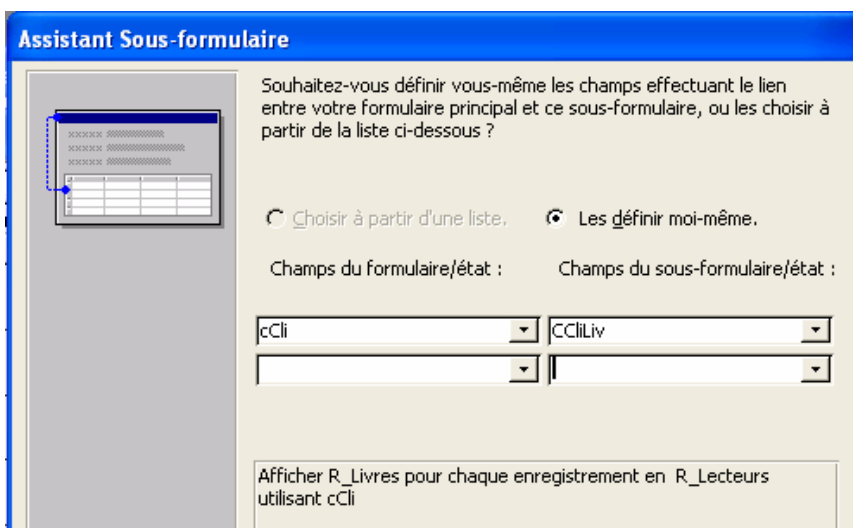 Assistant Sous-formulaire
Souhaitez-vous définir vous-même les champs effectuant le lien
entre votre formulaire principal et ce sous-formulaire, ou les choisir à
partir de la liste ci-dessous ?
xxxxx
xxxxx
xxxxx
Choisir à partir d'une liste. Les définir moi-même.
Champs du formulaire/état : Champs du sous-formulaire/état :
cCli CCliLiv
Afficher R_Livres pour chaque enregistrement en R_Lecteurs
utilisant cCli